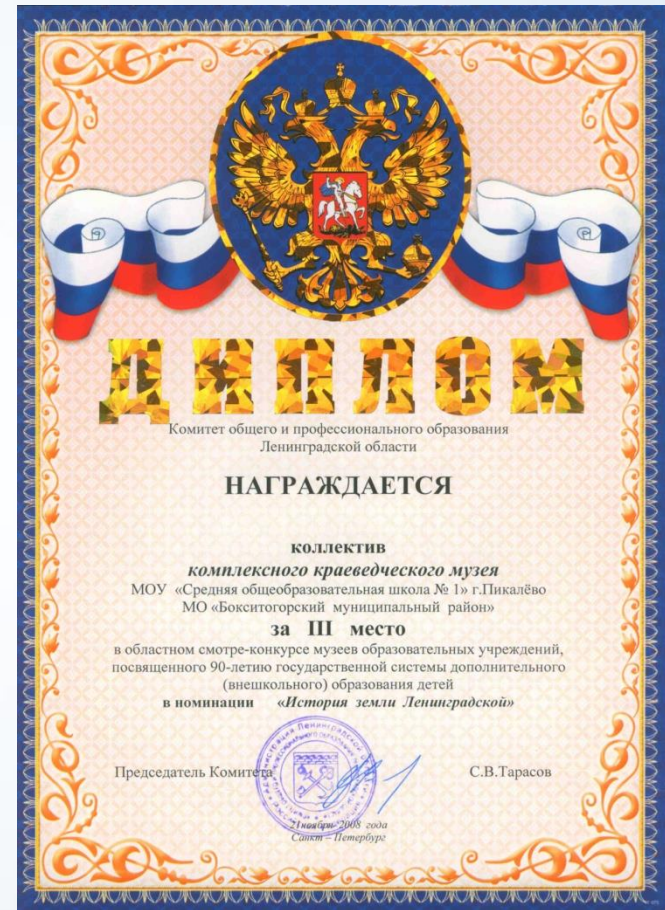 ДИПЛОМ
Комитет общего и профессионального образования
Ленинградской области
НАГРАЖДАЕТСЯ
коллектив
комплексного краеведческого музея
МОУ «Средняя общеобразовательная школа № 1» г.Пикалёво
МО «Бокситогорский муниципальный район»
за III место
в областном смотре-конкурсе музеев образовательных учреждений,
посвященного 90-летию государственной системы дополнительного
(внешкольного) образования детей
в номинации «История земли Ленинградской»
Председатель Комитета С.В.Тарасов
21 ноября 2008 года
Санкт – Петербург